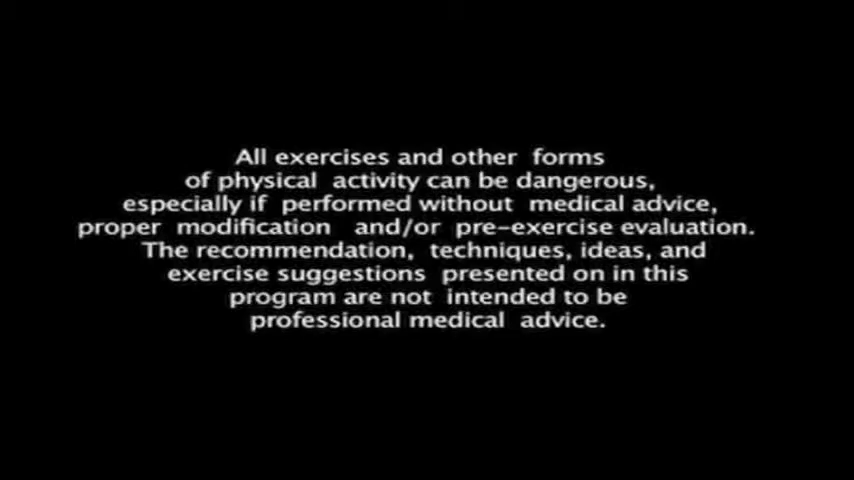 All exercises and other forms
of physical activity can be dangerous,
especially if performed without medical advice,
proper modification and/or pre-exercise evaluation.
The recommendation, techniques, ideas, and
exercise suggestions presented on in this
program are not intended to be
professional medical advice.